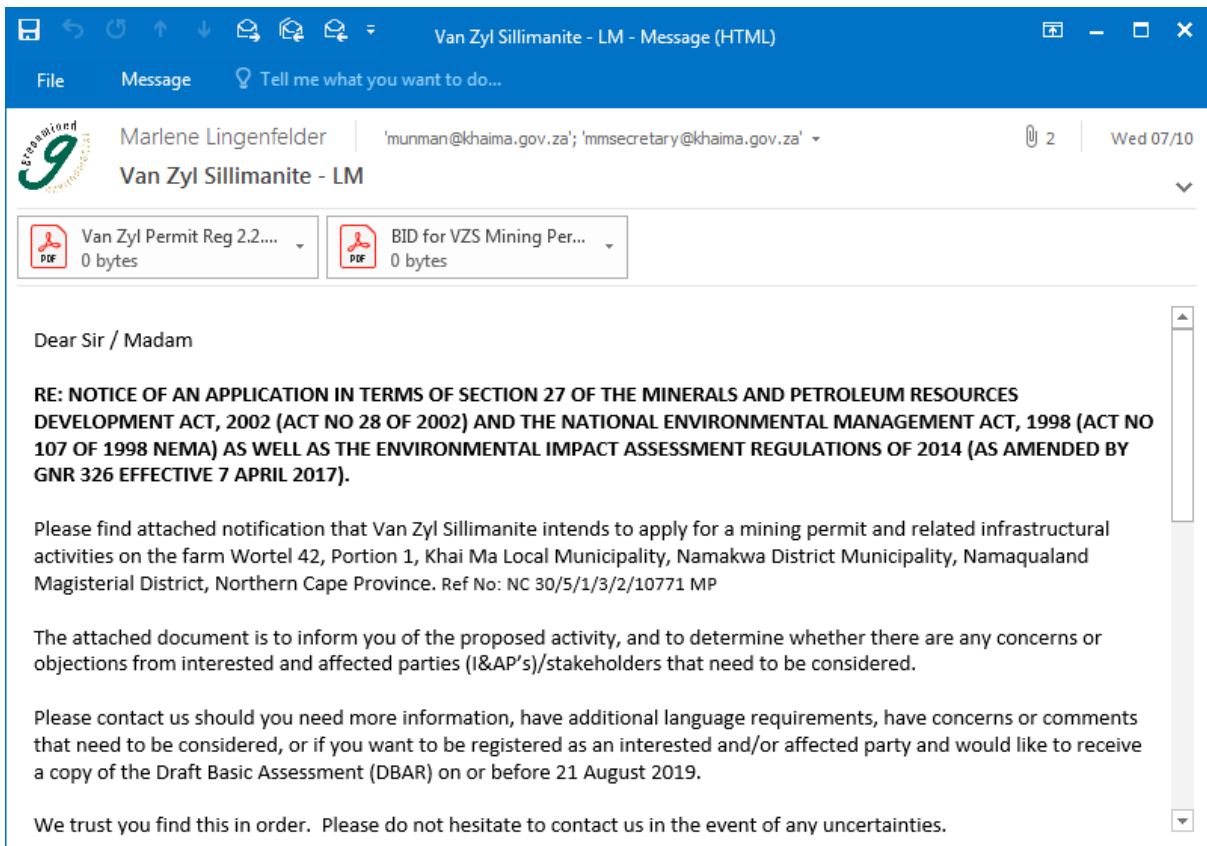 Van Zyl Sillimanite - LM - Message (HTML)
File Message Tell me what you want to do...
greenmined
Marlene Lingenfelder 'munman@khaima.gov.za'; 'mmsecretary@khaima.gov.za' 2 Wed 07/10
Van Zyl Sillimanite - LM
Van Zyl Permit Reg 2.2.... BID for VZS Mining Per...
PDF 0 bytes PDF 0 bytes
Dear Sir / Madam
RE: NOTICE OF AN APPLICATION IN TERMS OF SECTION 27 OF THE MINERALS AND PETROLEUM RESOURCES
DEVELOPMENT ACT, 2002 (ACT NO 28 OF 2002) AND THE NATIONAL ENVIRONMENTAL MANAGEMENT ACT, 1998 (ACT NO
107 OF 1998 NEMA) AS WELL AS THE ENVIRONMENTAL IMPACT ASSESSMENT REGULATIONS OF 2014 (AS AMENDED BY
GNR 326 EFFECTIVE 7 APRIL 2017).
Please find attached notification that Van Zyl Sillimanite intends to apply for a mining permit and related infrastructural
activities on the farm Wortel 42, Portion 1, Khai Ma Local Municipality, Namakwa District Municipality, Namaqualand
Magisterial District, Northern Cape Province. Ref No: NC 30/5/1/3/2/10771 MP
The attached document is to inform you of the proposed activity, and to determine whether there are any concerns or
objections from interested and affected parties (I&AP's)/stakeholders that need to be considered.
Please contact us should you need more information, have additional language requirements, have concerns or comments
that need to be considered, or if you want to be registered as an interested and/or affected party and would like to receive
a copy of the Draft Basic Assessment (DBAR) on or before 21 August 2019.
We trust you find this in order.  Please do not hesitate to contact us in the event of any uncertainties.